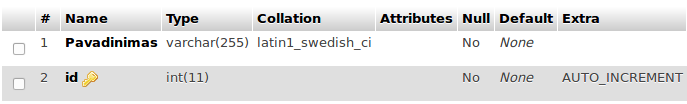 # Name Type Collation Attributes Null Default Extra
1 Pavadinimas varchar(255) latin1_swedish_ci No None
2 id int(11) No None AUTO_INCREMENT